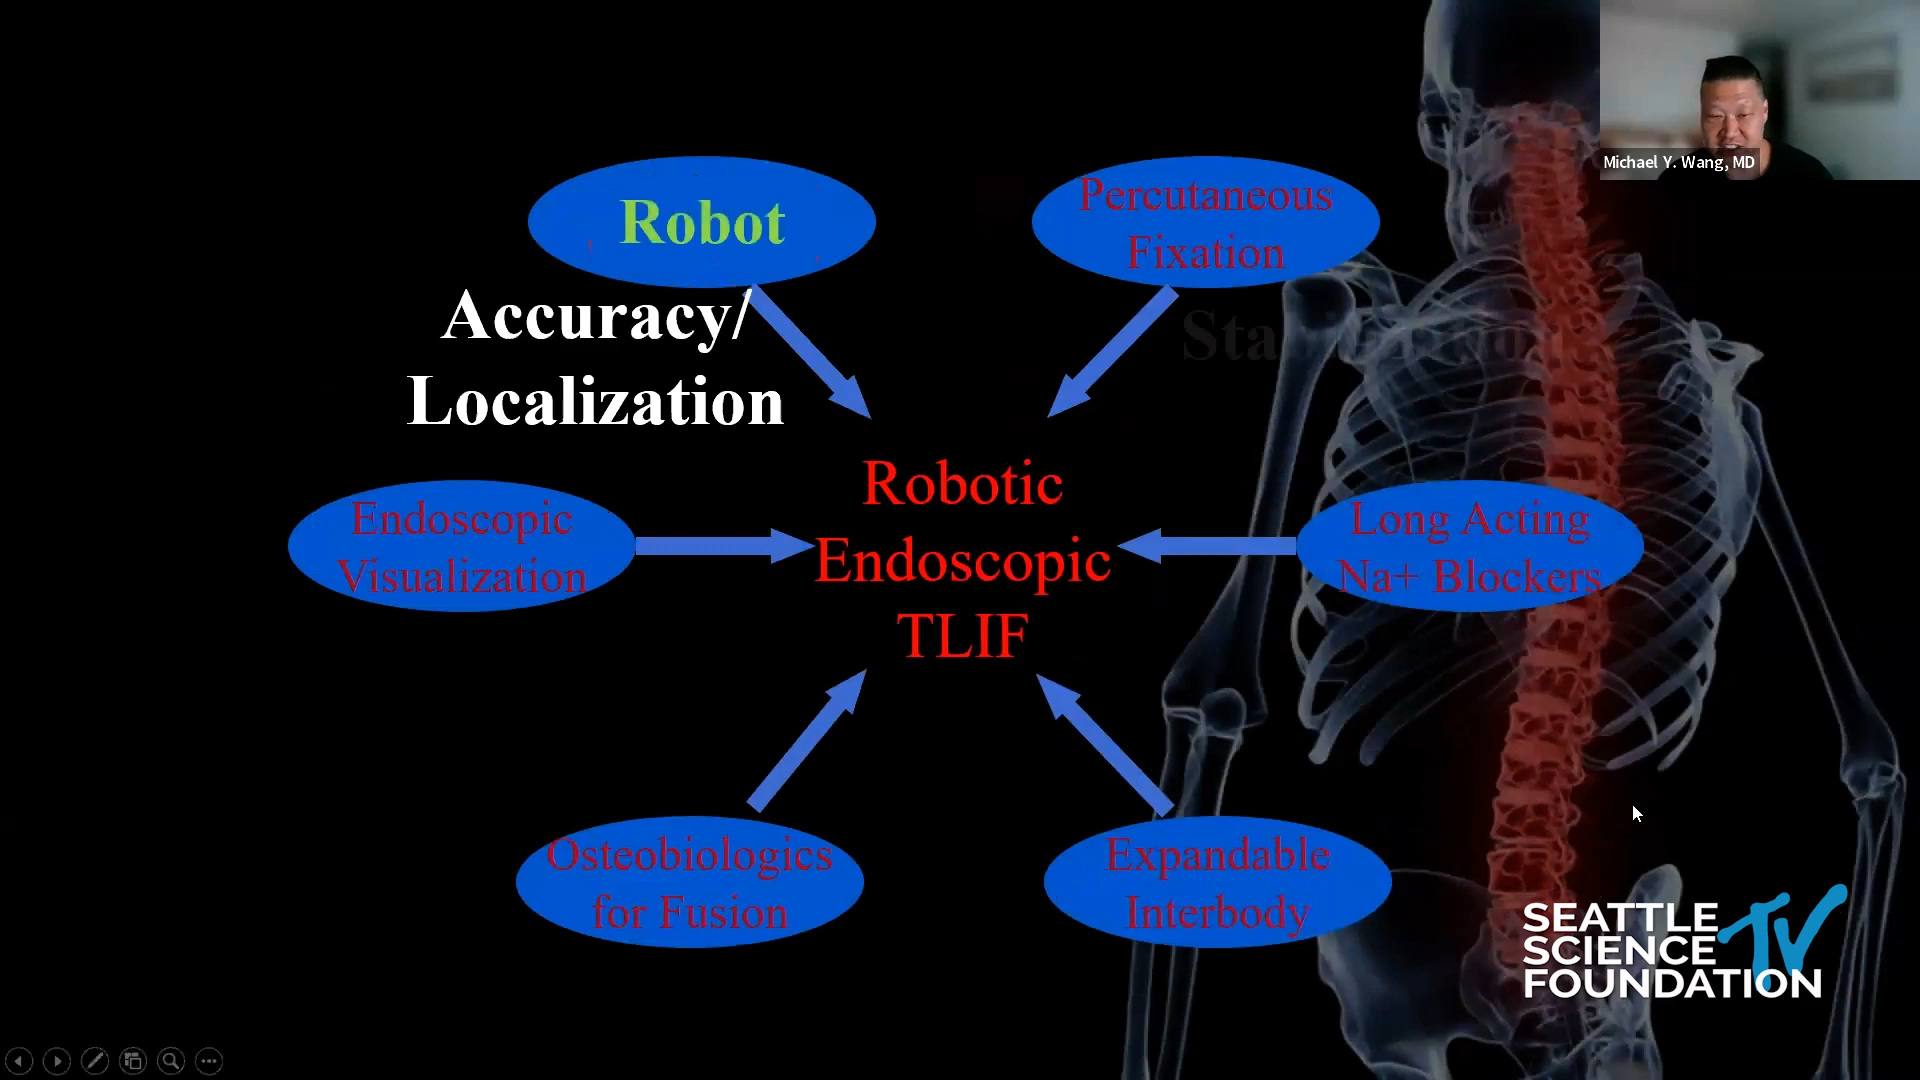 Michael Y. Wang, MD
Robot
Percutaneous
Fixation
Accuracy/
Localization
Stabilization
Robotic
Endoscopic
TLIF
Endoscopic
Visualization
Long Acting
Na+ Blockers
Osteobiologics
for Fusion
Expandable
Interbody
SEATTLE
SCIENCE
FOUNDATION
TV